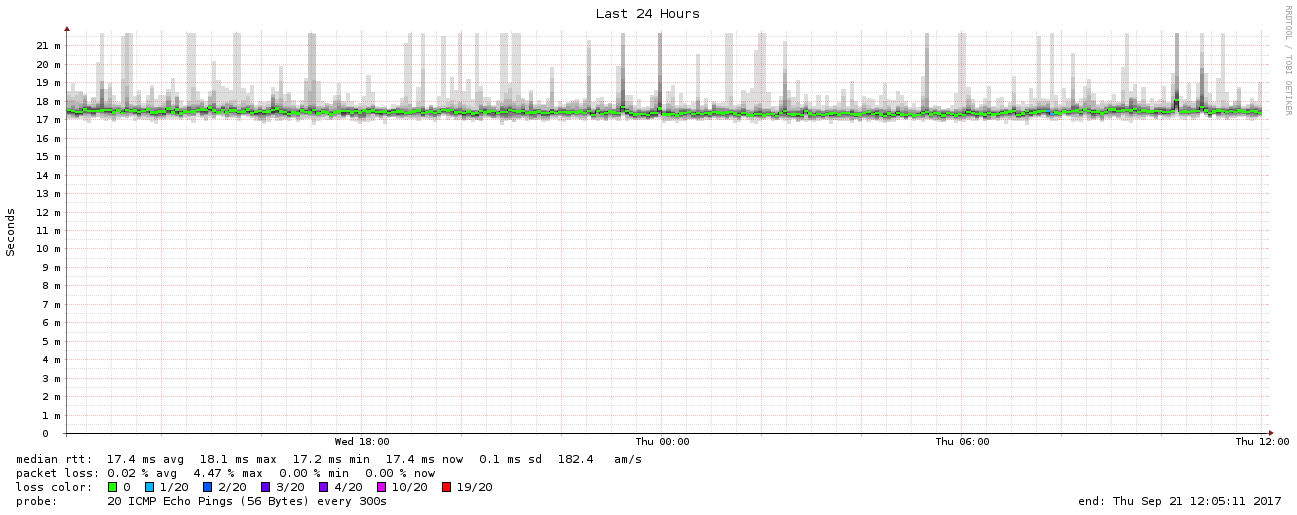 Last 24 Hours
RRDTOOL / TOBI OETIKER
Seconds
21 m
20 m
19 m
18 m
17 m
16 m
15 m
14 m
13 m
12 m
11 m
10 m
9 m
8 m
7 m
6 m
5 m
4 m
3 m
2 m
1 m
0
Wed 18:00 Thu 00:00 Thu 06:00 Thu 12:00
median rtt: 17.4 ms avg 18.1 ms max 17.2 ms min 17.4 ms now 0.1 ms sd 182.4 am/s
packet loss: 0.02 % avg 4.47 % max 0.00 % min 0.00 % now
loss color: 0 1/20 2/20 3/20 4/20 10/20 19/20
probe: 20 ICMP Echo Pings (56 Bytes) every 300s end: Thu Sep 21 12:05:11 2017